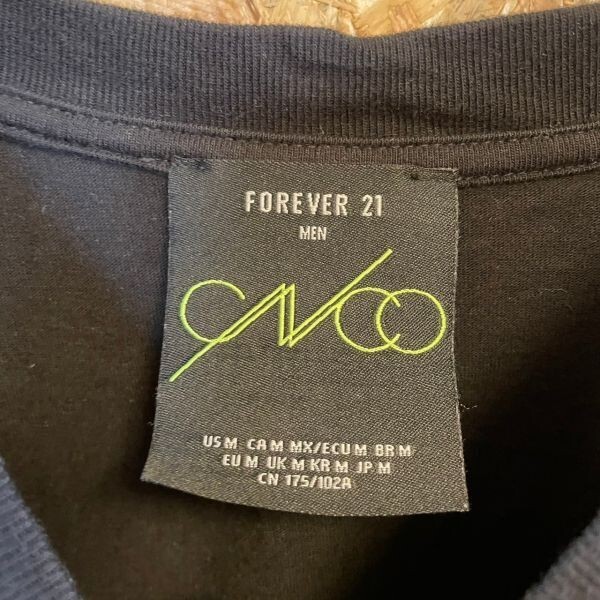 FOREVER 21
MEN
CNCO
US M CA M MX/ECU M BR M
EU M UK M KR M JP M
CN 175/102A